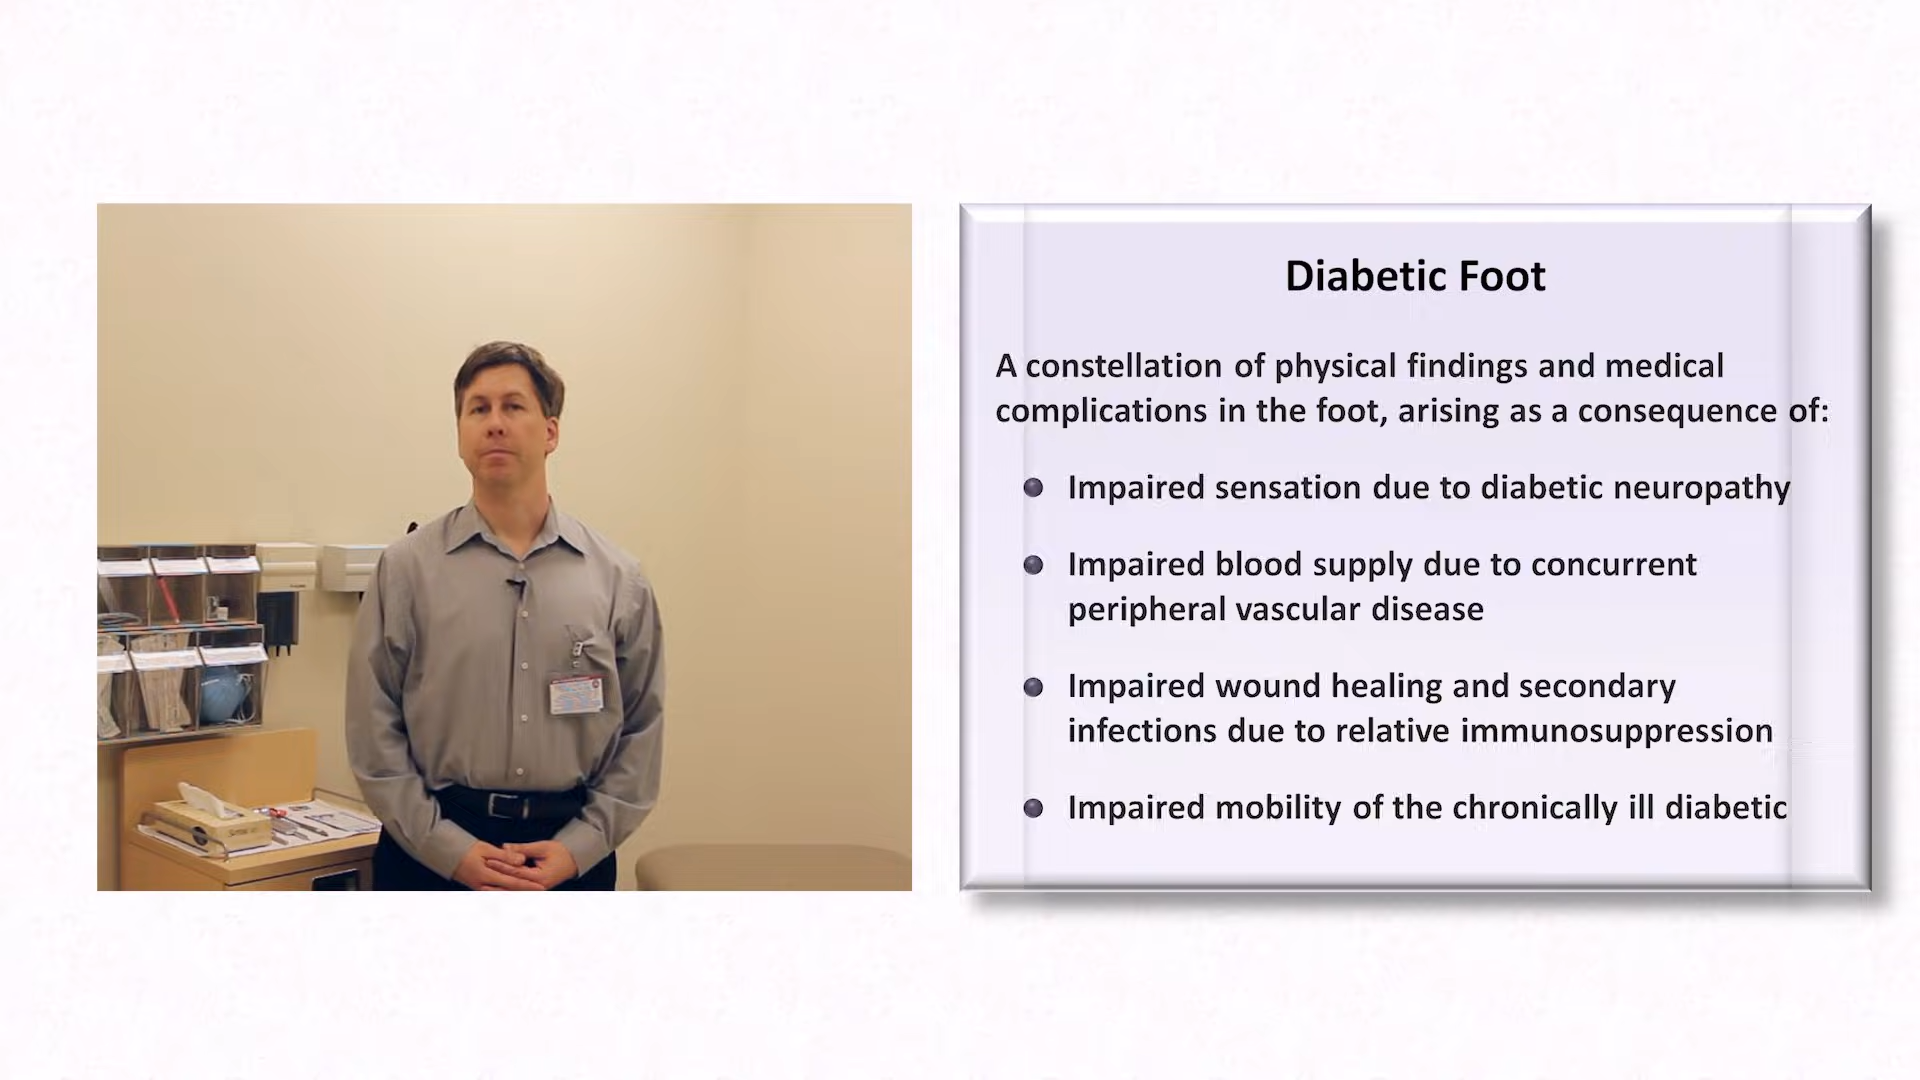 Diabetic Foot
A constellation of physical findings and medical
complications in the foot, arising as a consequence of:
Impaired sensation due to diabetic neuropathy
Impaired blood supply due to concurrent
peripheral vascular disease
Impaired wound healing and secondary
infections due to relative immunosuppression
Impaired mobility of the chronically ill diabetic